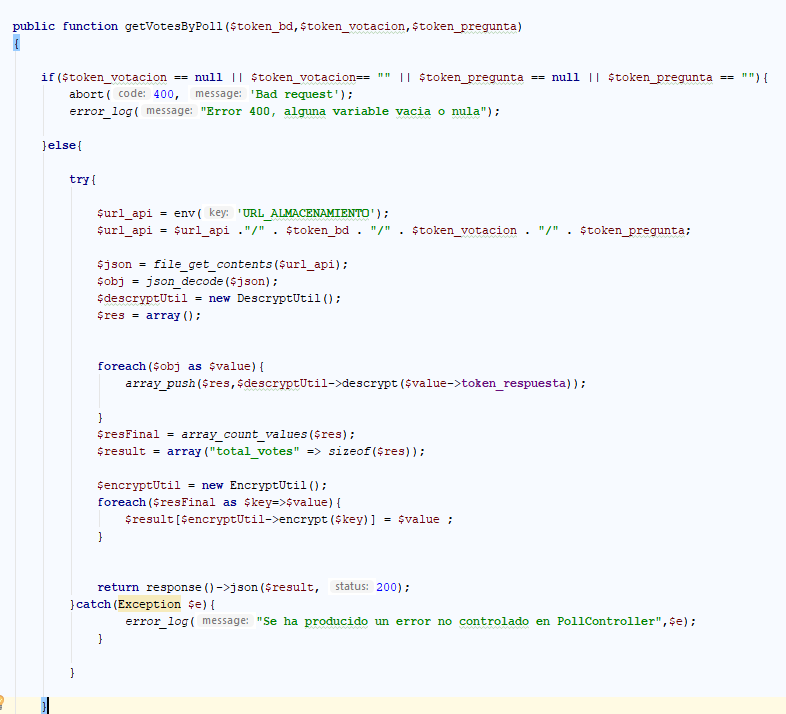 public function getVotesByPoll($token_bd,$token_votacion,$token_pregunta)
{
if($token_votacion == null || $token_votacion== "" || $token_pregunta == null || $token_pregunta == ""){
abort( code: 400, message: 'Bad request');
error_log( message: "Error 400, alguna variable vacia o nula");
}else{
try{
$url_api = env( key: 'URL_ALMACENAMIENTO');
$url_api = $url_api ."/" . $token_bd . "/" . $token_votacion . "/" . $token_pregunta;
$json = file_get_contents($url_api);
$obj = json_decode($json);
$descryptUtil = new DescryptUtil();
$res = array();
foreach($obj as $value){
array_push($res,$descryptUtil->descrypt($value->token_respuesta));
}
$resFinal = array_count_values($res);
$result = array("total_votes" => sizeof($res));
$encryptUtil = new EncryptUtil();
foreach($resFinal as $key=>$value){
$result[$encryptUtil->encrypt($key)] = $value ;
}
return response()->json($result, status: 200);
}catch(Exception $e){
error_log( message: "Se ha producido un error no controlado en PollController",$e);
}
}
}